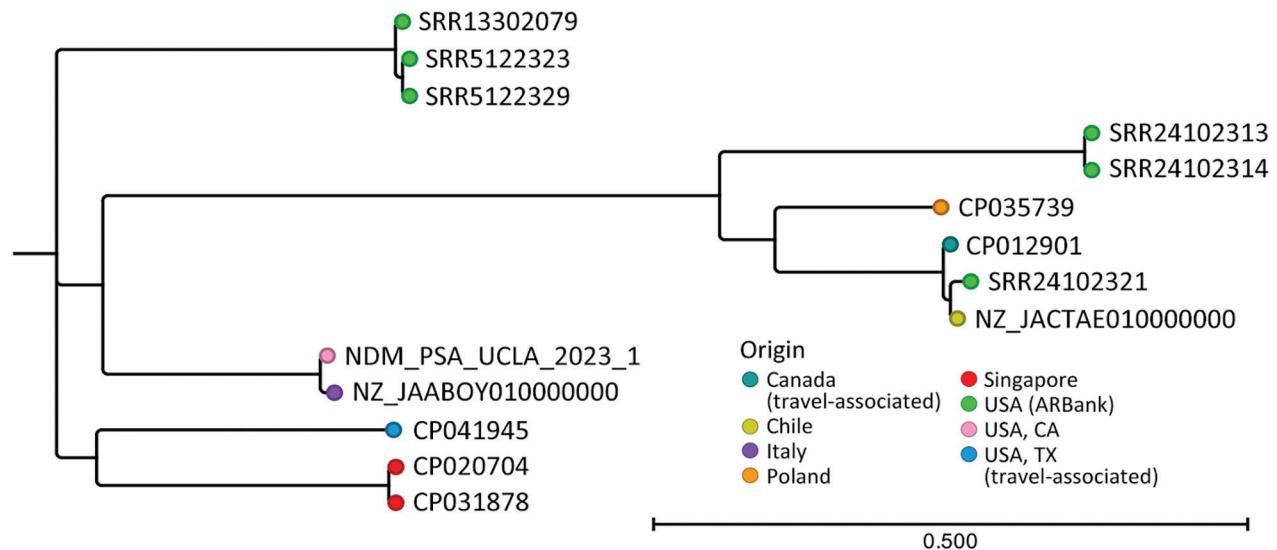 SRR13302079
SRR5122323
SRR5122329
SRR24102313
SRR24102314
CP035739
CP012901
SRR24102321
NZ_JACTAE010000000
NDM_PSA_UCLA_2023_1
NZ_JAABOY010000000
CP041945
CP020704
CP031878
Origin
Canada
(travel-associated)
Chile
Italy
Poland
Singapore
USA (ARBank)
USA, CA
USA, TX
(travel-associated)
0.500